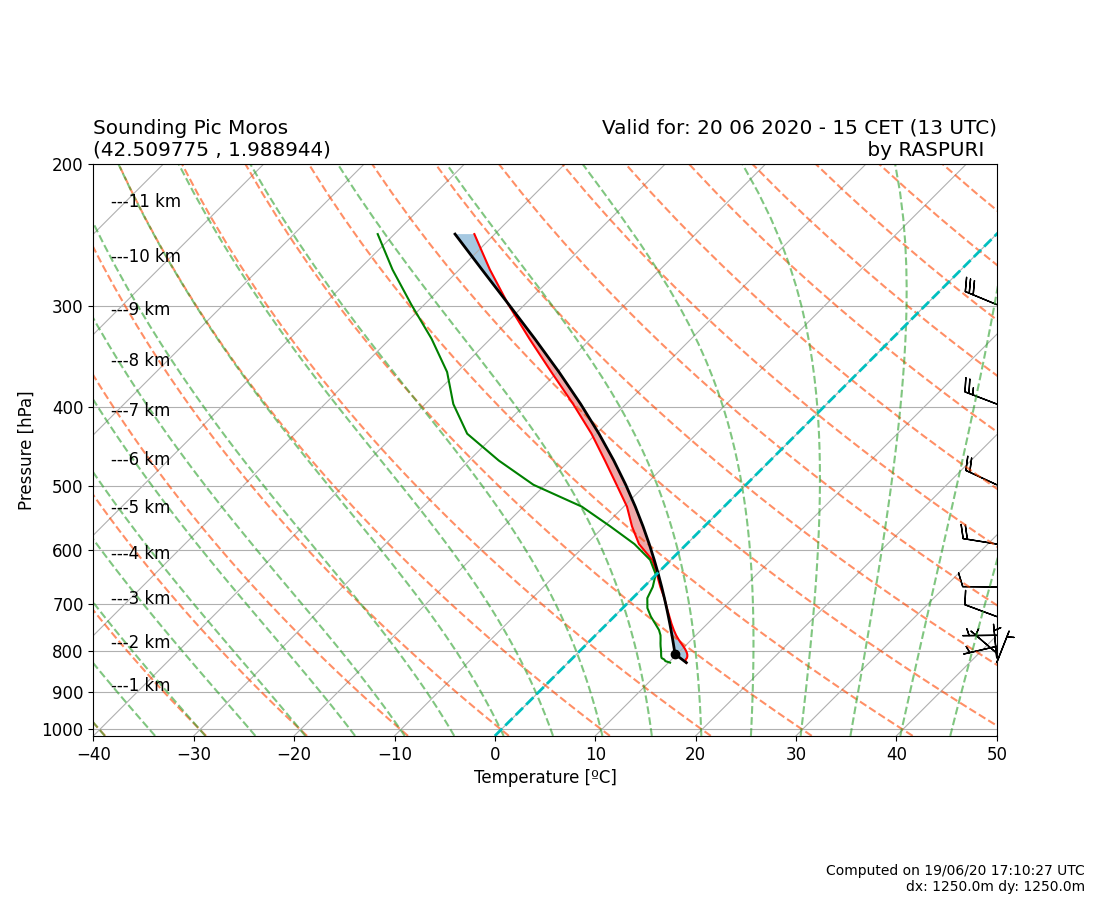 Sounding Pic Moros
(42.509775 , 1.988944)
Valid for: 20 06 2020 - 15 CET (13 UTC)
by RASPURI
200
300
400
500
600
700
800
900
1000
Pressure [hPa]
---11 km
---10 km
---9 km
---8 km
---7 km
---6 km
---5 km
---4 km
---3 km
---2 km
---1 km
−40 −30 −20 −10 0 10 20 30 40 50
Temperature [ºC]
Computed on 19/06/20 17:10:27 UTC
dx: 1250.0m dy: 1250.0m